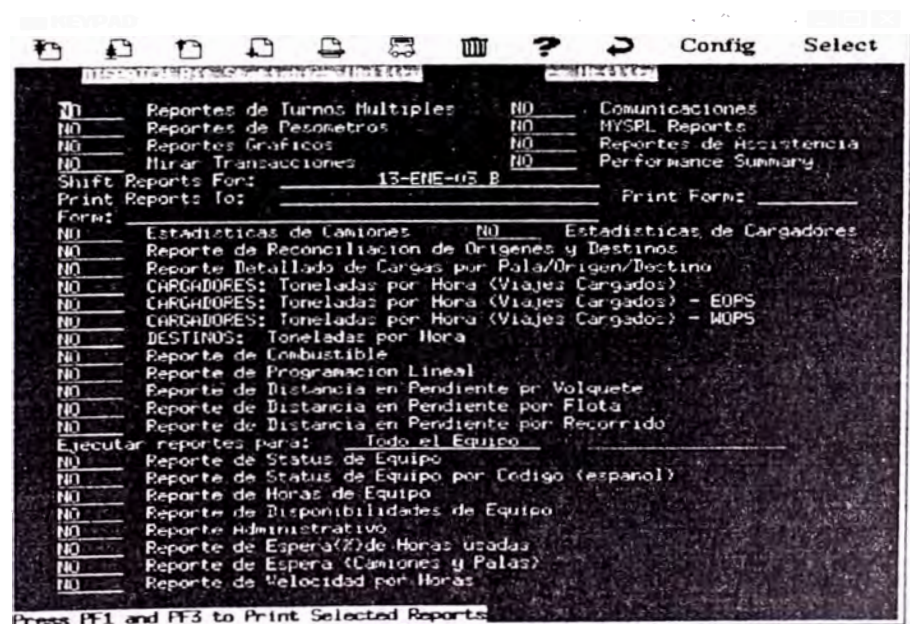 KEYPAD
Config Select
DISPATCH Big
NO Reportes de Turnos Multiples NO Comunicaciones
NO Reportes de Pesometros NO MYSPL Reports
NO Reportes Graficos NO Reportes de Assistencia
NO Mirar Transacciones NO Performance Summary
Shift Reports For: 13-ENE-03 B
Print Reports To: Print Form:
Form:
NO Estadisticas de Camiones NO Estadisticas de Cargadores
NO Reporte de Reconciliacion de Origenes y Destinos
NO Reporte Detallado de Cargas por Pala/Origen/Destino
NO CARGADORES: Toneladas por Hora (Viajes Cargados)
NO CARGADORES: Toneladas por Hora (Viajes Cargados) - EOPS
NO CARGADORES: Toneladas por Hora (Viajes Cargados) - WOPS
NO DESTINOS: Toneladas por Hora
NO Reporte de Combustible
NO Reporte de Programacion Lineal
NO Reporte de Distancia en Pendiente pr Volquete
NO Reporte de Distancia en Pendiente por Flota
NO Reporte de Distancia en Pendiente por Recorrido
Ejecutar reportes para: Todo el Equipo
NO Reporte de Status de Equipo
NO Reporte de Status de Equipo por Codigo (espanol)
NO Reporte de Horas de Equipo
NO Reporte de Disponibilidades de Equipo
NO Reporte Administrativo
NO Reporte de Espera(%)de Horas usadas
NO Reporte de Espera (Camiones y Palas)
NO Reporte de Velocidad por Horas
Press PF1 and PF3 to Print Selected Reports